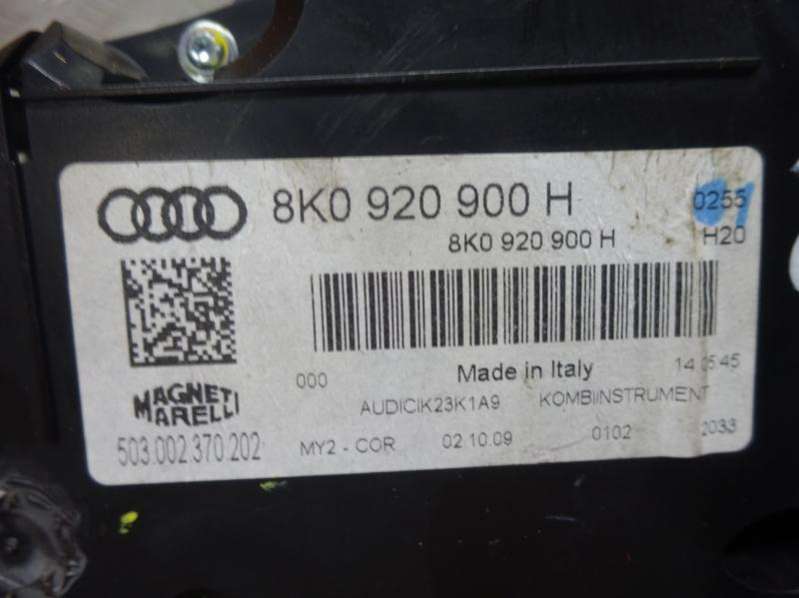 8K0 920 900 H 0255
8K0 920 900 H H20
000 Made in Italy
AUDICIK23K1A9 KOMBIINSTRUMENT
MAGNETI
MARELLI
503.002.370.202
MY2 - COR 02.10.09 0102 2033